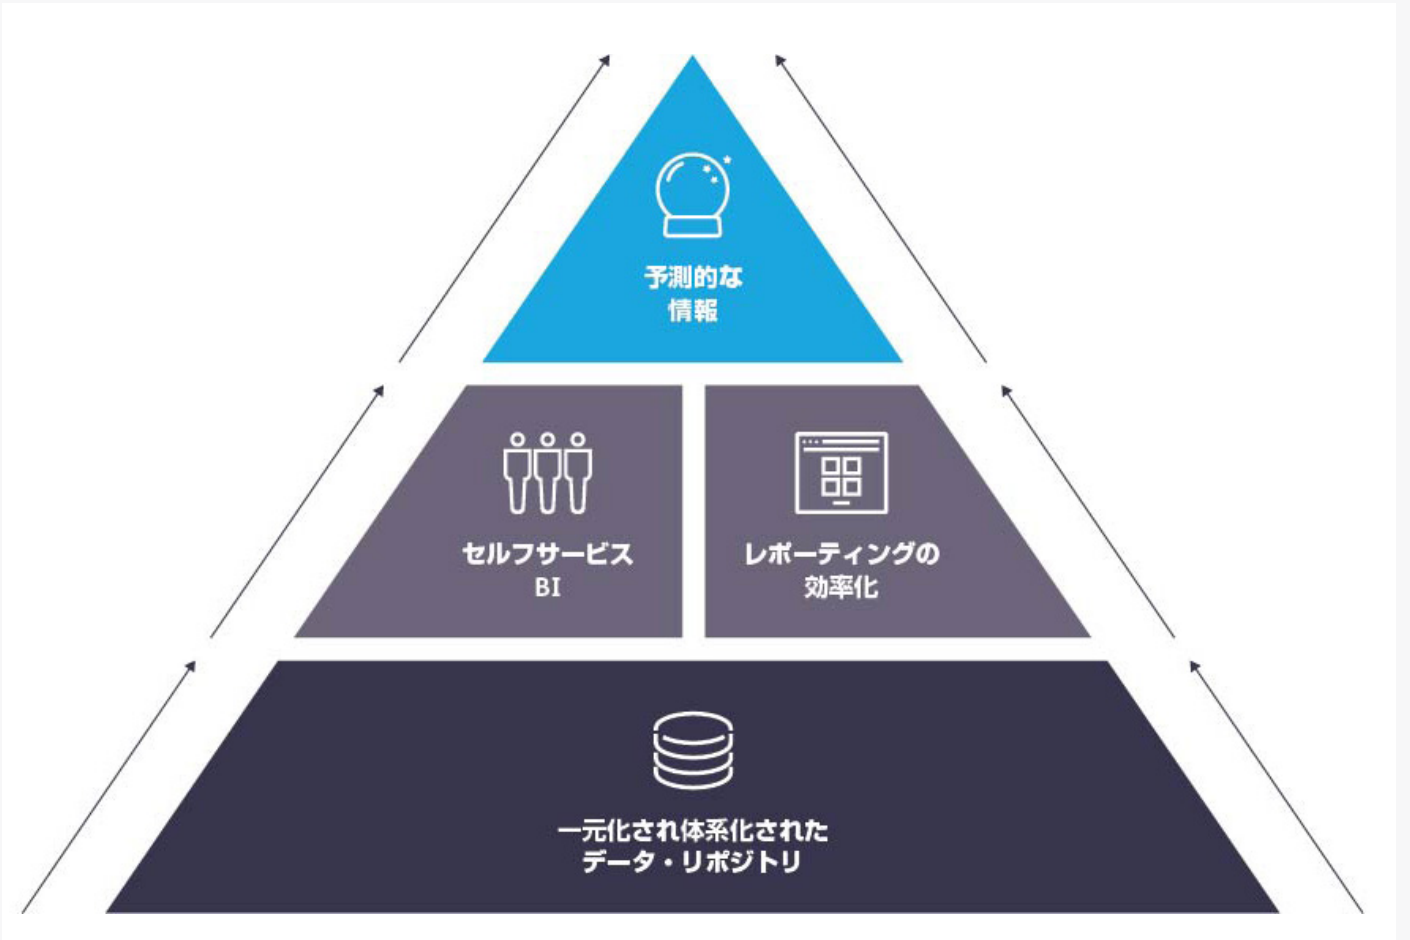 予測的な
情報
セルフサービス
BI
レポーティングの
効率化
一元化され体系化された
データ・リポジトリ